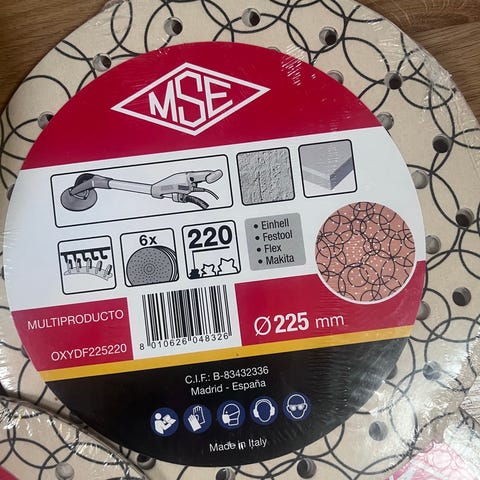 MSE
6x
220
• Einhell
• Festool
• Flex
• Makita
MULTIPRODUCTO
OXYDF225220
8 010626 048326
Ø 225 mm
C.I.F.: B-83432336
Madrid - España
Made in Italy